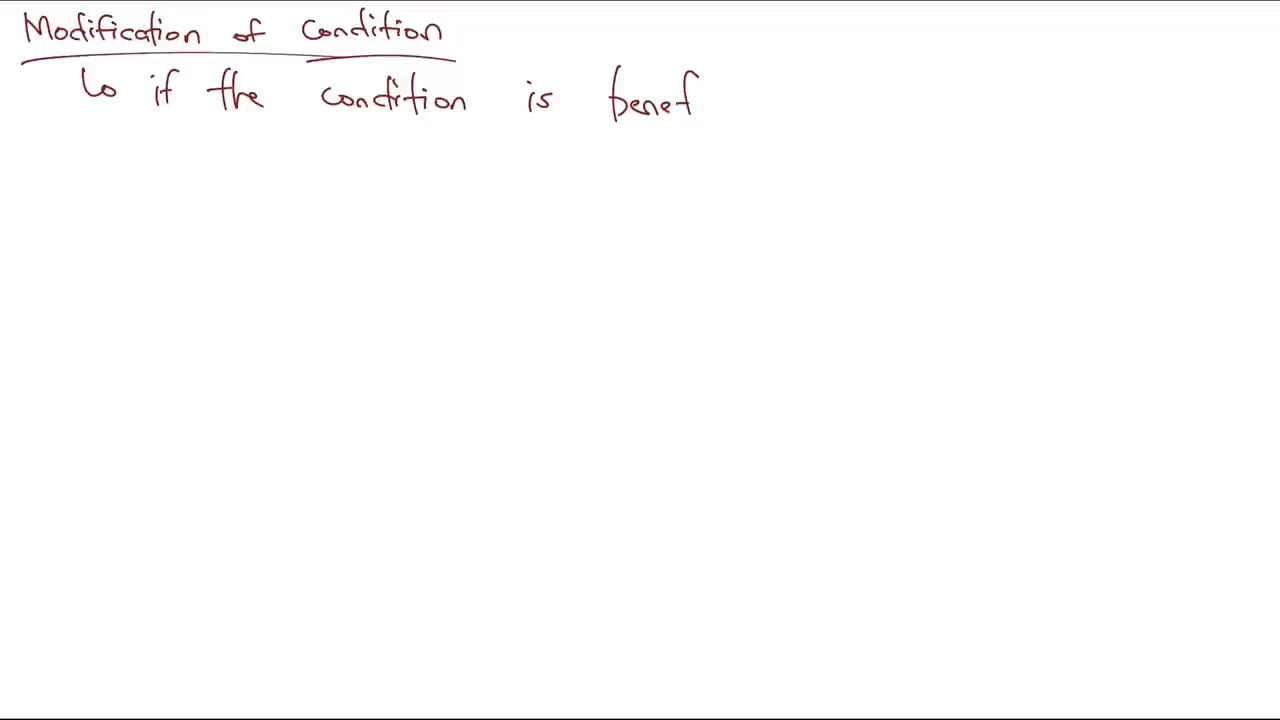 Modification of Condition
↳ if the condition is benef